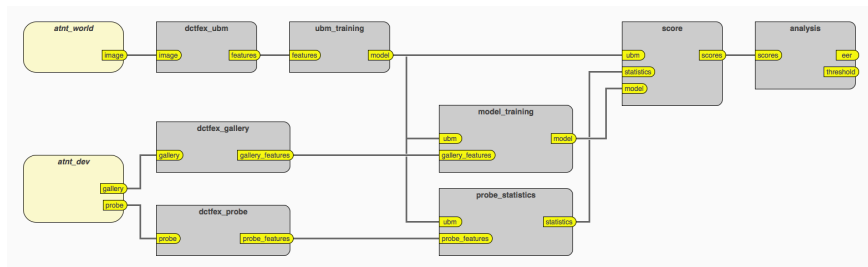 atnt_world
image
dctfex_ubm
image
features
ubm_training
features
model
score
ubm
statistics
model
scores
analysis
scores
eer
threshold
dctfex_gallery
gallery
gallery_features
model_training
ubm
gallery_features
model
atnt_dev
gallery
probe
dctfex_probe
probe
probe_features
probe_statistics
ubm
probe_features
statistics